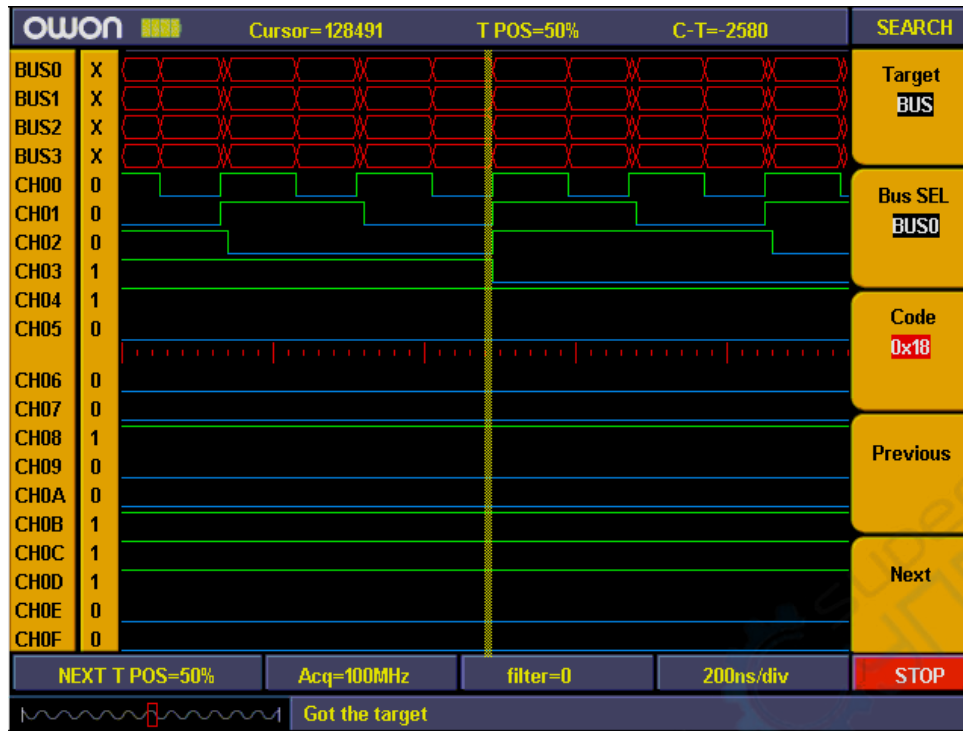 owon Cursor=128491 T POS=50% C-T=-2580 SEARCH
BUS0 X
BUS1 X
BUS2 X
BUS3 X
CH00 0
CH01 0
CH02 0
CH03 1
CH04 1
CH05 0
CH06 0
CH07 0
CH08 1
CH09 0
CH0A 0
CH0B 1
CH0C 1
CH0D 1
CH0E 0
CH0F 0
Target
BUS
Bus SEL
BUS0
Code
0x18
Previous
Next
NEXT T POS=50% Acq=100MHz filter=0 200ns/div STOP
Got the target